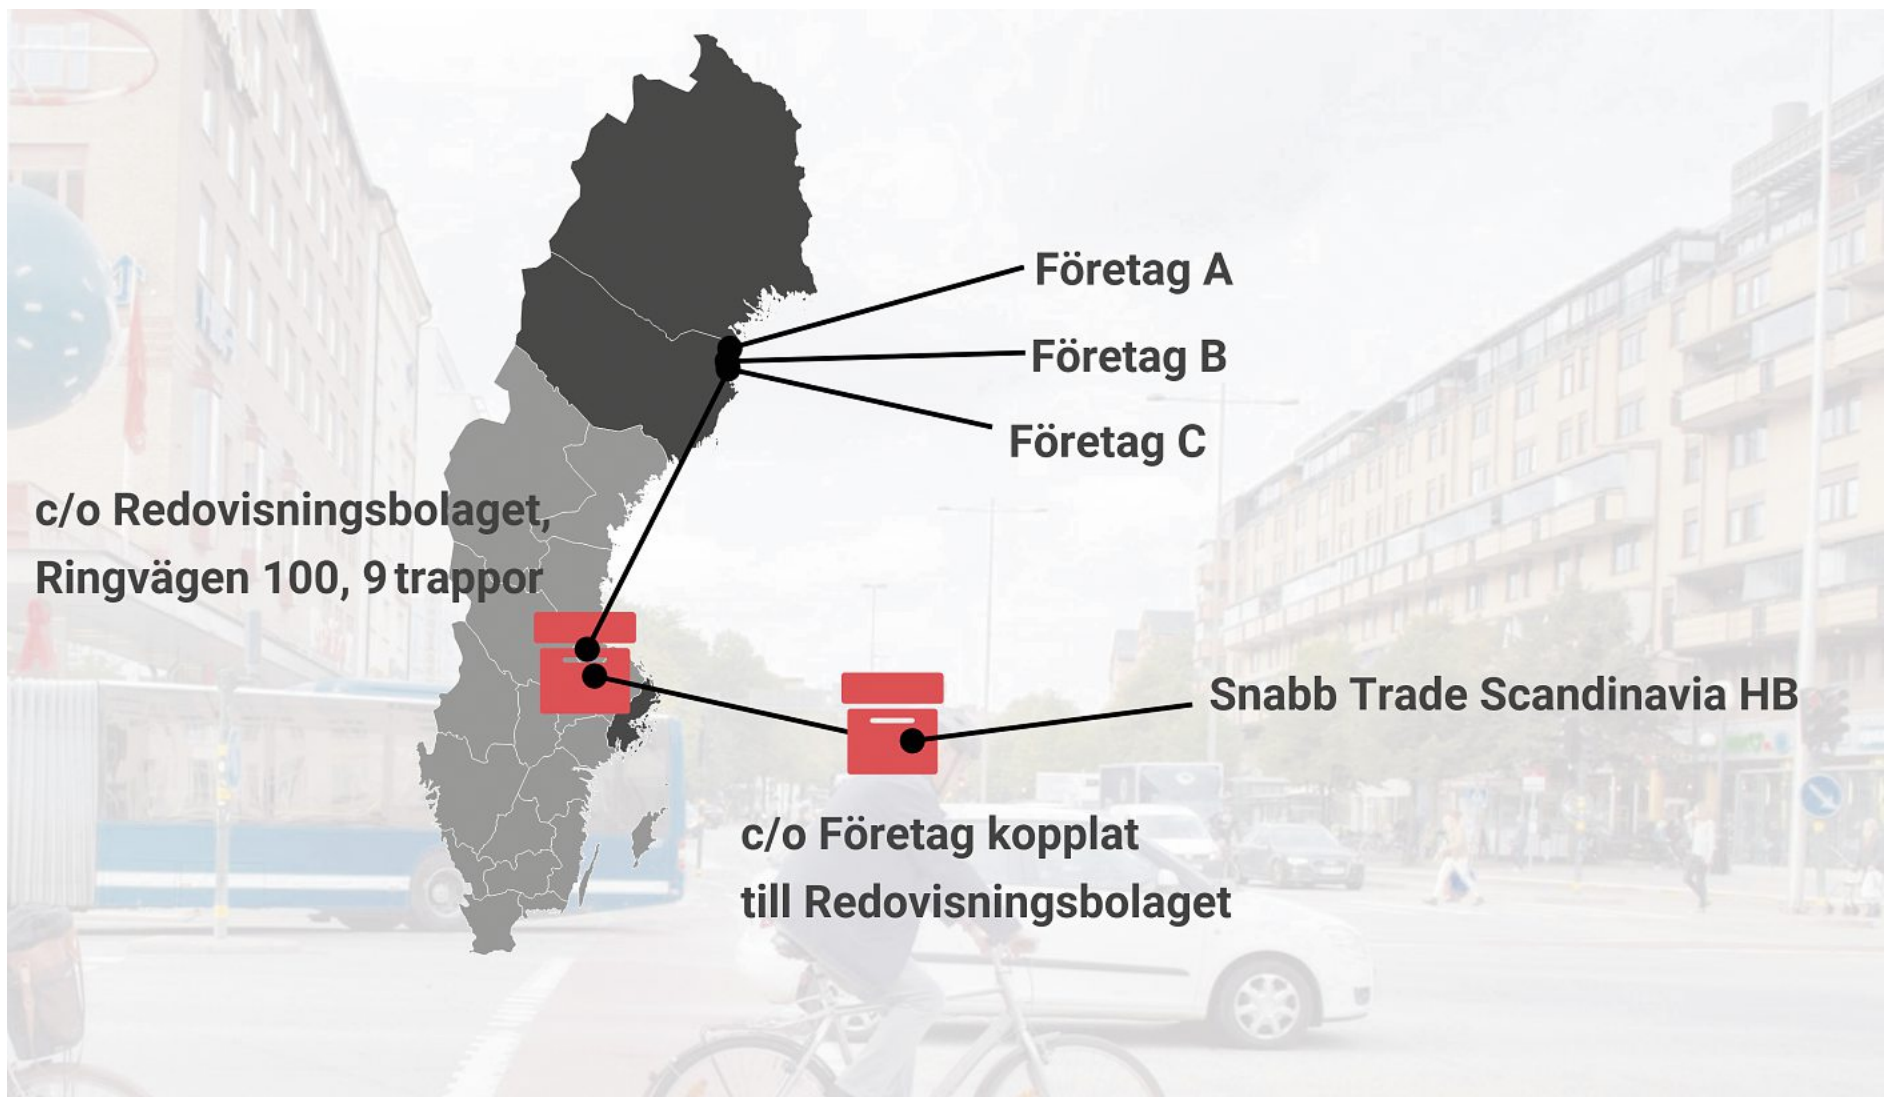 Företag A
Företag B
Företag C
c/o Redovisningsbolaget,
Ringvägen 100, 9 trappor
Snabb Trade Scandinavia HB
c/o Företag kopplat
till Redovisningsbolaget